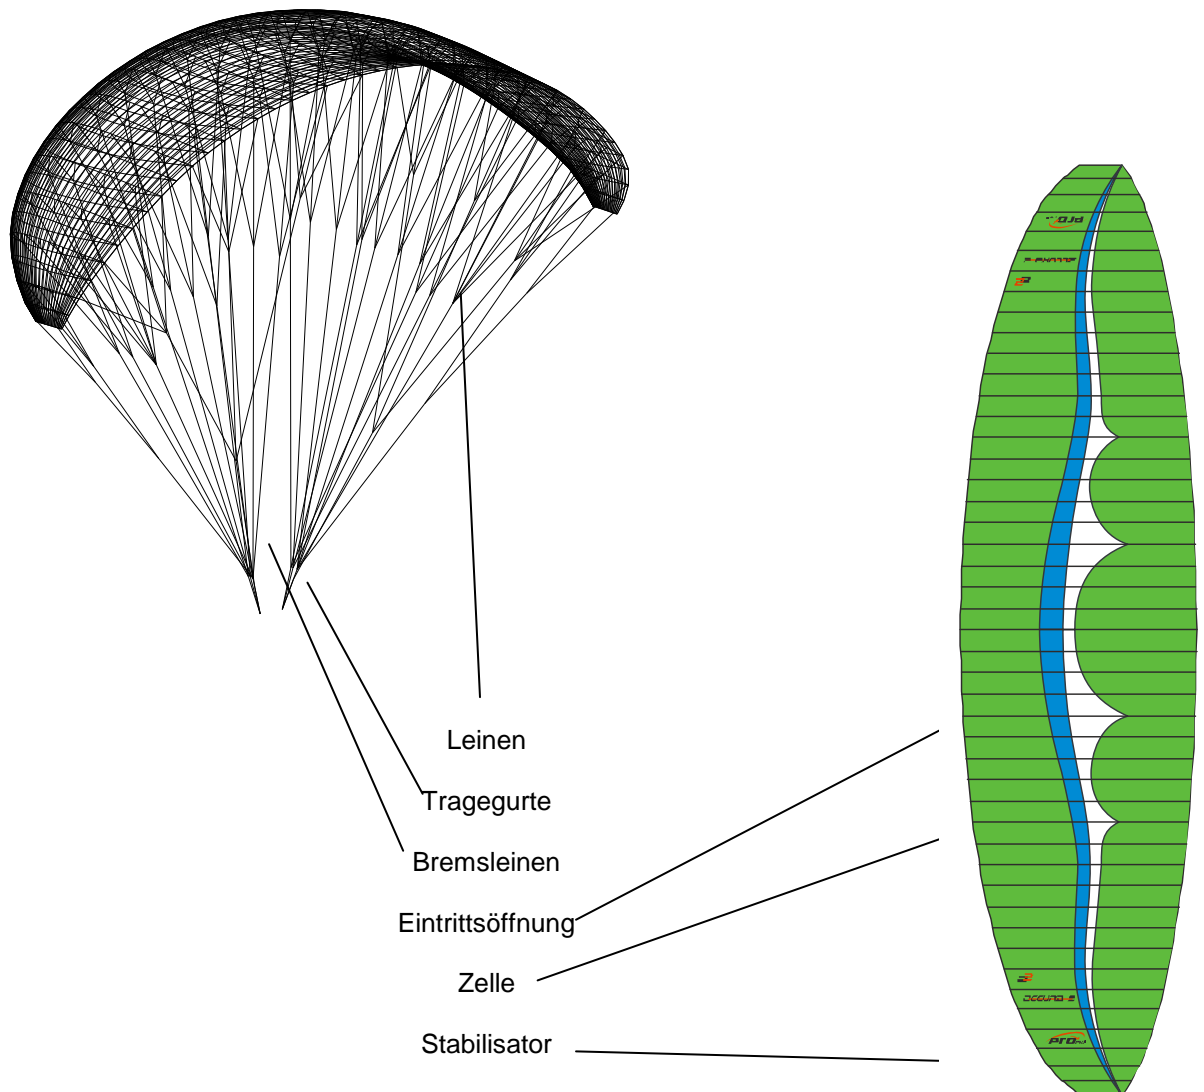 Leinen
Tragegurte
Bremsleinen
Eintrittsöffnung
Zelle
Stabilisator